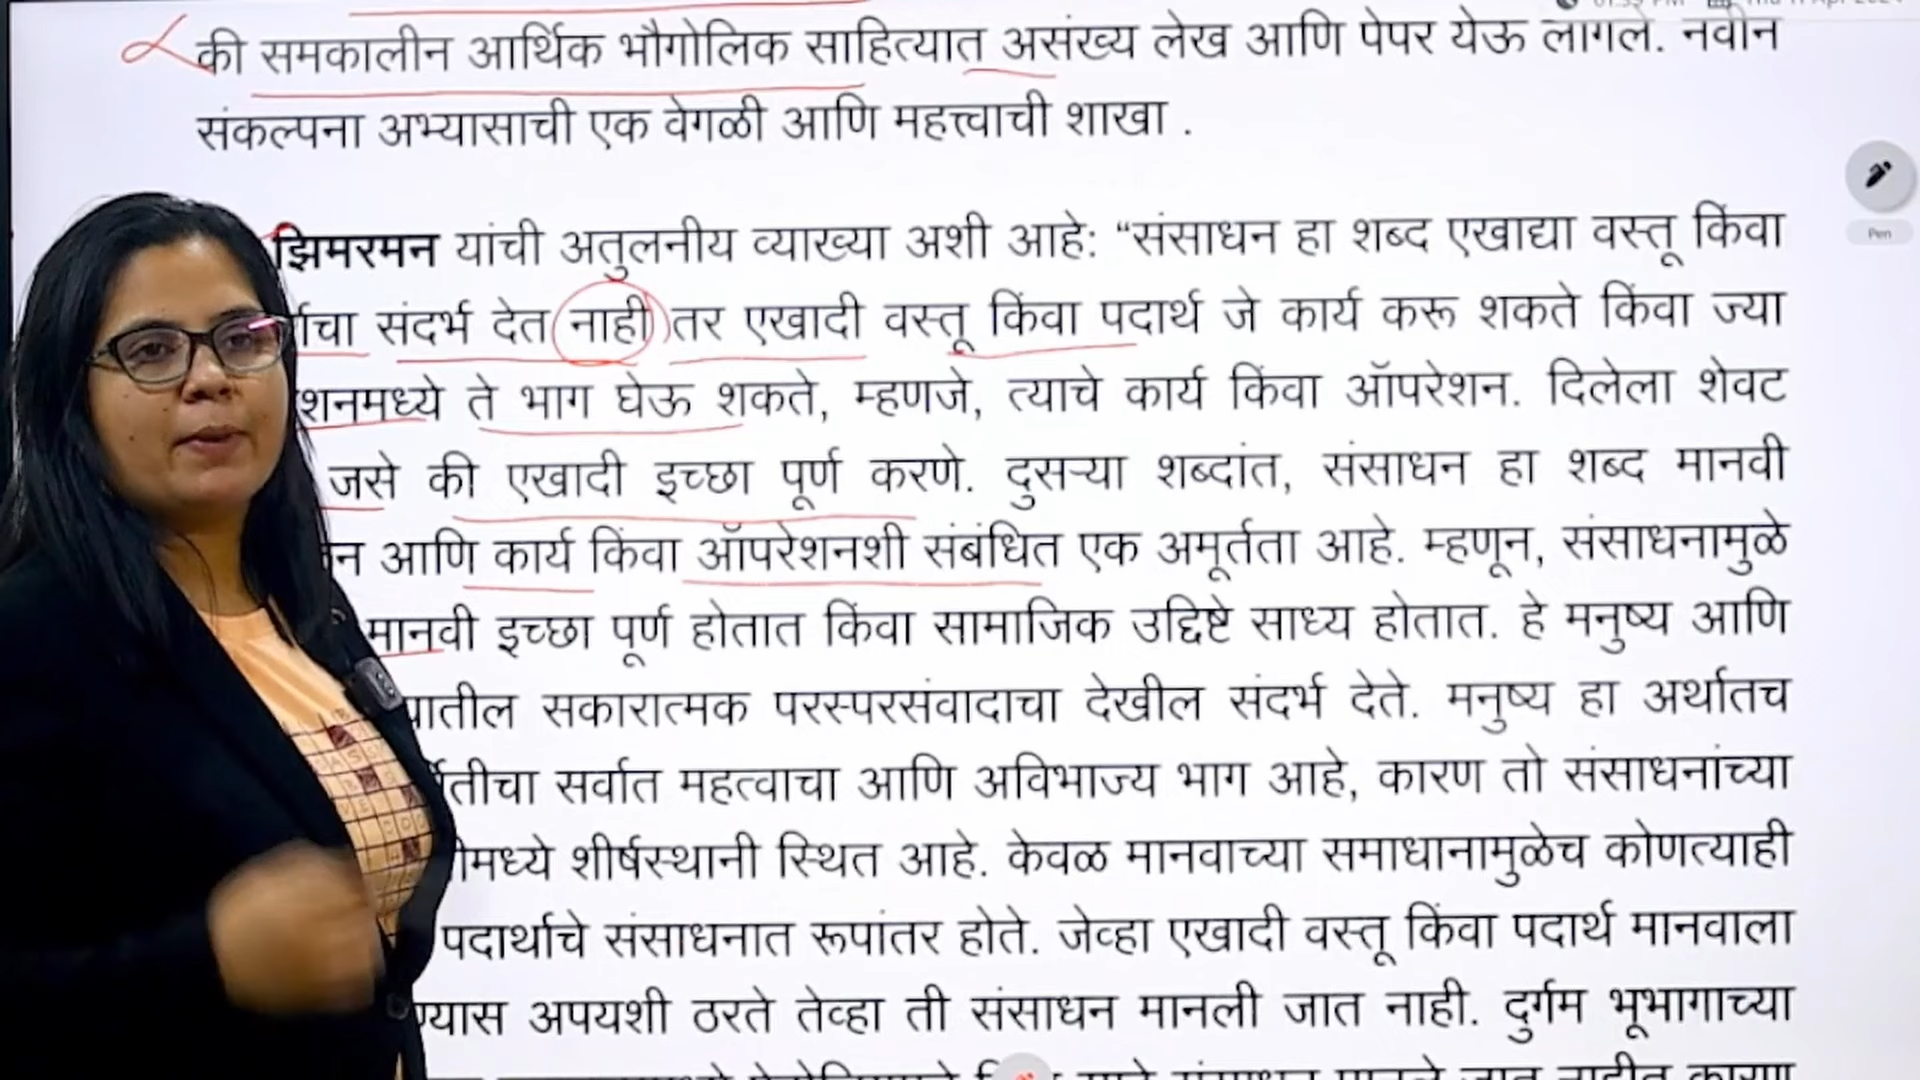 की समकालीन आर्थिक भौगोलिक साहित्यात असंख्य लेख आणि पेपर येऊ लागले. नवीन
संकल्पना अभ्यासाची एक वेगळी आणि महत्त्वाची शाखा .
Pen
झिमरमन यांची अतुलनीय व्याख्या अशी आहे: “संसाधन हा शब्द एखाद्या वस्तू किंवा
संदर्भ देत नाही तर एखादी वस्तू किंवा पदार्थ जे कार्य करू शकते किंवा ज्या
ते भाग घेऊ शकते, म्हणजे, त्याचे कार्य किंवा ऑपरेशन. दिलेला शेवट
जसे की एखादी इच्छा पूर्ण करणे. दुसऱ्या शब्दांत, संसाधन हा शब्द मानवी
आणि कार्य किंवा ऑपरेशनशी संबंधित एक अमूर्तता आहे. म्हणून, संसाधनामुळे
मानवी इच्छा पूर्ण होतात किंवा सामाजिक उद्दिष्टे साध्य होतात. हे मनुष्य आणि
सकारात्मक परस्परसंवादाचा देखील संदर्भ देते. मनुष्य हा अर्थातच
सर्वात महत्वाचा आणि अविभाज्य भाग आहे, कारण तो संसाधनांच्या
शीर्षस्थानी स्थित आहे. केवळ मानवाच्या समाधानामुळेच कोणत्याही
पदार्थाचे संसाधनात रूपांतर होते. जेव्हा एखादी वस्तू किंवा पदार्थ मानवाला
अपयशी ठरते तेव्हा ती संसाधन मानली जात नाही. दुर्गम भूभागाच्या